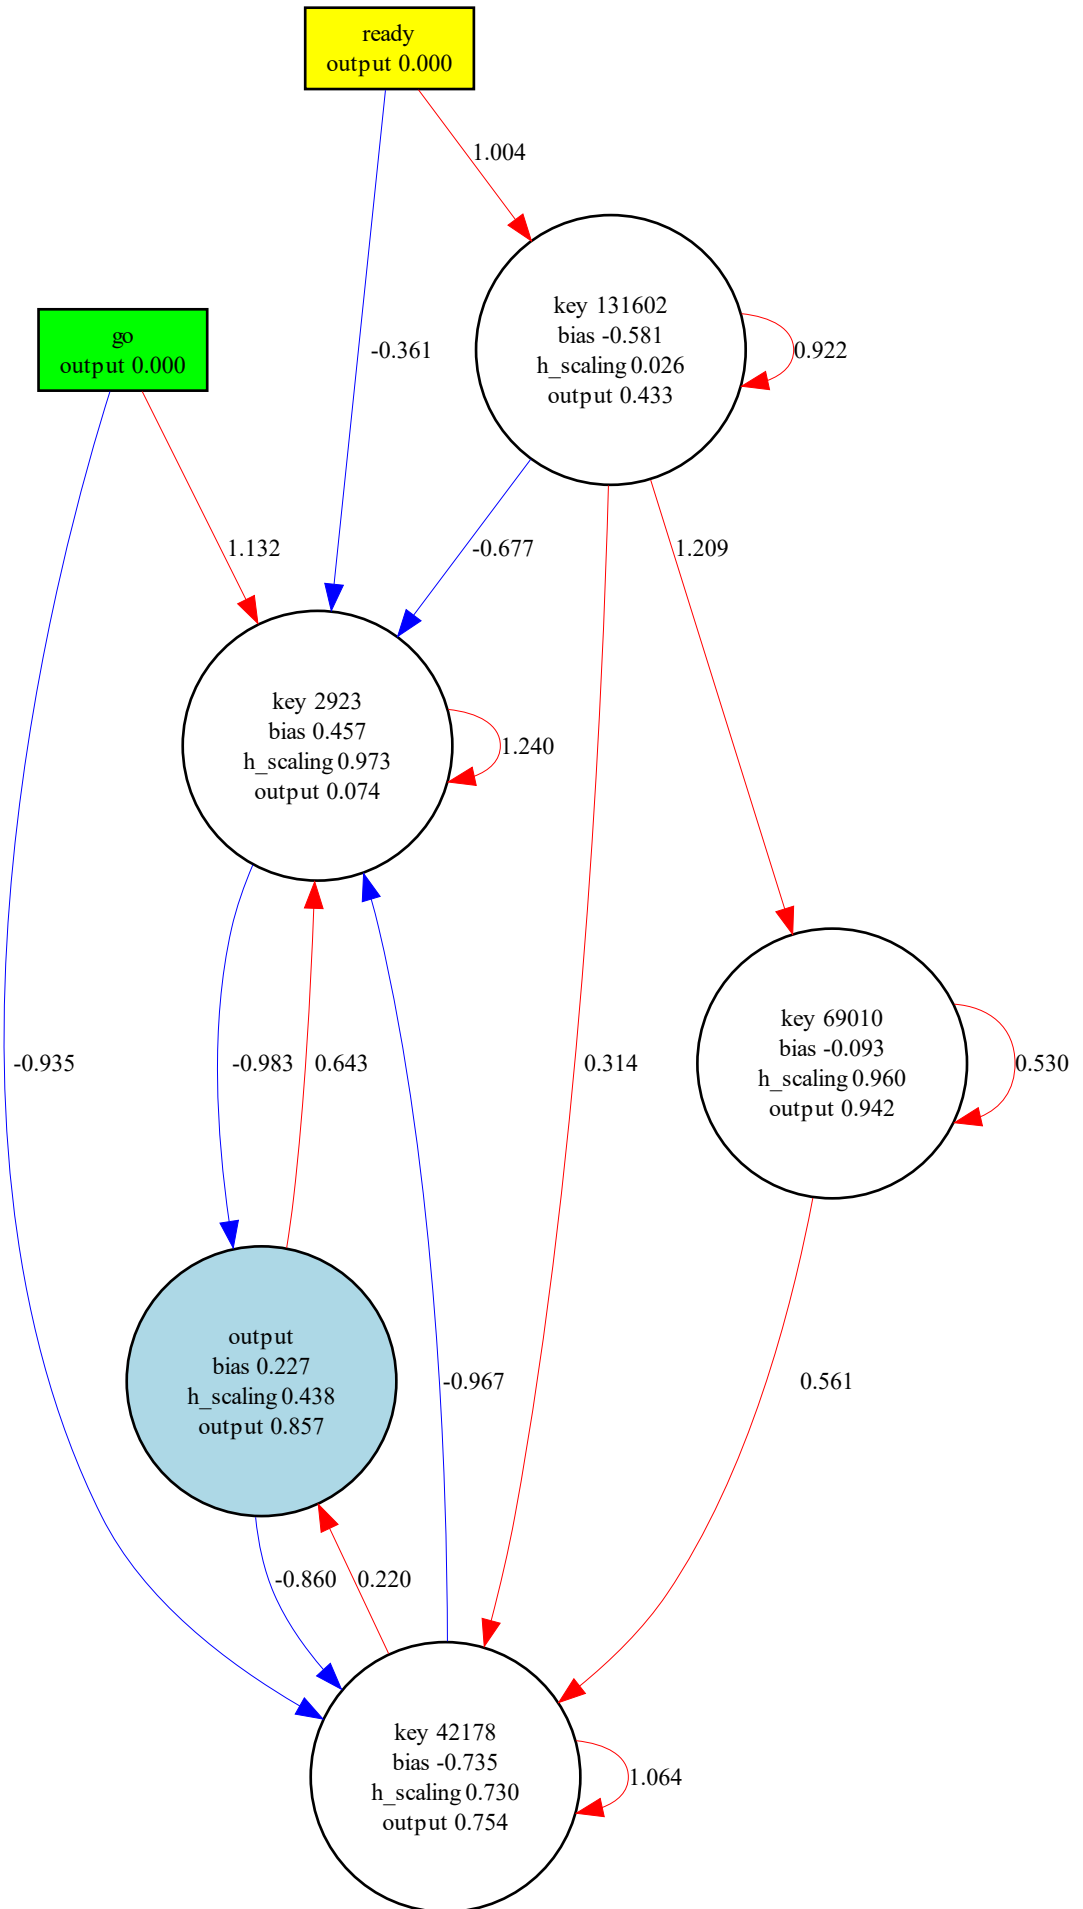 ready
output 0.000
1.004
key 131602
bias -0.581
h_scaling 0.026
output 0.433
0.922
go
output 0.000
-0.361
1.132
-0.677
1.209
key 2923
bias 0.457
h_scaling 0.973
output 0.074
1.240
-0.935
-0.983
0.643
0.314
key 69010
bias -0.093
h_scaling 0.960
output 0.942
0.530
output
bias 0.227
h_scaling 0.438
output 0.857
-0.967
0.561
-0.860
0.220
key 42178
bias -0.735
h_scaling 0.730
output 0.754
1.064